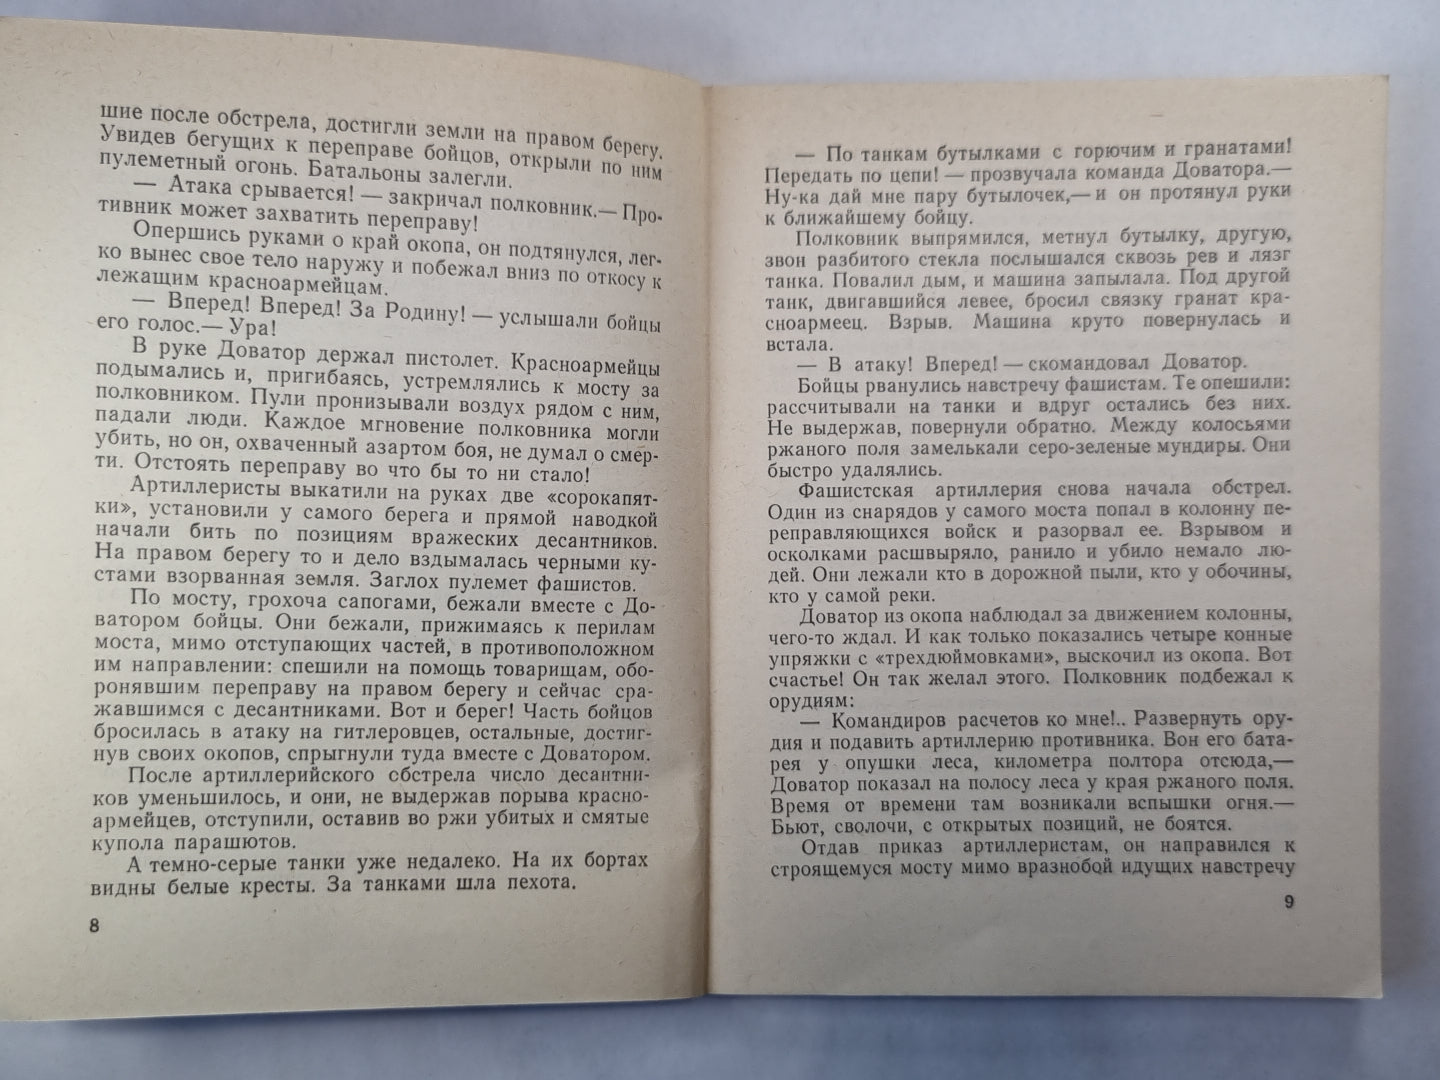 шие после обстрела, достигли земли на правом берегу.
Увидев бегущих к переправе бойцов, открыли по ним
пулеметный огонь. Батальоны залегли.
— Атака срывается! — закричал полковник.— Про-
тивник может захватить переправу!
Опершись руками о край окопа, он подтянулся, лег-
ко вынес свое тело наружу и побежал вниз по откосу к
лежащим красноармейцам.
— Вперед! Вперед! За Родину! — услышали бойцы
его голос.— Ура!
В руке Доватор держал пистолет. Красноармейцы
подымались и, пригибаясь, устремлялись к мосту за
полковником. Пули пронизывали воздух рядом с ним,
падали люди. Каждое мгновение полковника могли
убить, но он, охваченный азартом боя, не думал о смер-
ти. Отстоять переправу во что бы то ни стало!
Артиллеристы выкатили на руках две «сорокапят-
ки», установили у самого берега и прямой наводкой
начали бить по позициям вражеских десантников.
На правом берегу то и дело вздымалась черными ку-
стами взорванная земля. Заглох пулемет фашистов.
По мосту, грохоча сапогами, бежали вместе с До-
ватором бойцы. Они бежали, прижимаясь к перилам
моста, мимо отступающих частей, в противоположном
им направлении: спешили на помощь товарищам, обо-
ронявшим переправу на правом берегу и сейчас сра-
жавшимся с десантниками. Вот и берег! Часть бойцов
бросилась в атаку на гитлеровцев, остальные, достиг-
нув своих окопов, спрыгнули туда вместе с Доватором.
После артиллерийского сбстрела число десантни-
ков уменьшилось, и они, не выдержав порыва красно-
армейцев, отступили, оставив во ржи убитых и смятые
купола парашютов.
А темно-серые танки уже недалеко. На их бортах
видны белые кресты. За танками шла пехота.
8
— По танкам бутылками с горючим и гранатами!
Передать по цепи! — прозвучала команда Доватора.—
Ну-ка дай мне пару бутылочек,— и он протянул руки
к ближайшему бойцу.
Полковник выпрямился, метнул бутылку, другую,
звон разбитого стекла послышался сквозь рев и лязг
танка. Повалил дым, и машина запылала. Под другой
танк, двигавшийся левее, бросил связку гранат кра-
сноармеец. Взрыв. Машина круто повернулась и
встала.
— В атаку! Вперед! — скомандовал Доватор.
Бойцы рванулись навстречу фашистам. Те опешили:
рассчитывали на танки и вдруг остались без них.
Не выдержав, повернули обратно. Между колосьями
ржаного поля замелькали серо-зеленые мундиры. Они
быстро удалялись.
Фашистская артиллерия снова начала обстрел.
Один из снарядов у самого моста попал в колонну пе-
реправляющихся войск и разорвал ее. Взрывом и
осколками расшвыряло, ранило и убило немало лю-
дей. Они лежали кто в дорожной пыли, кто у обочины,
кто у самой реки.
Доватор из окопа наблюдал за движением колонны,
чего-то ждал. И как только показались четыре конные
упряжки с «трехдюймовками», выскочил из окопа. Вот
счастье! Он так желал этого. Полковник подбежал к
орудиям:
— Командиров расчетов ко мне!.. Развернуть ору-
дия и подавить артиллерию противника. Вон его бата-
рея у опушки леса, километра полтора отсюда,—
Доватор показал на полосу леса у края ржаного поля.
Время от времени там возникали вспышки огня.—
Бьют, сволочи, с открытых позиций, не боятся.
Отдав приказ артиллеристам, он направился к
строящемуся мосту мимо вразнобой идущих навстречу
9